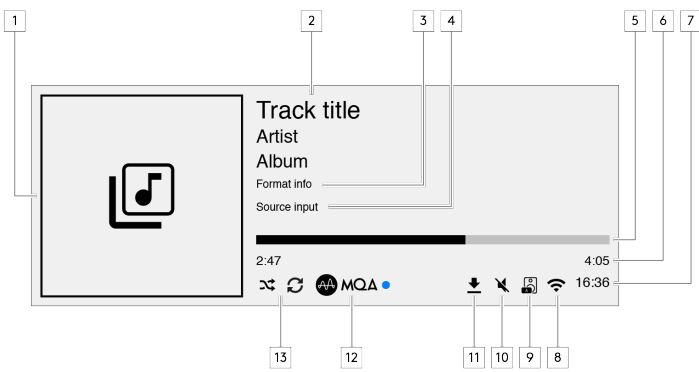 1 2 3 4 5 6 7
Track title
Artist
Album
Format info
Source input
2:47 4:05
MQA 16:36
13 12 11 10 9 8